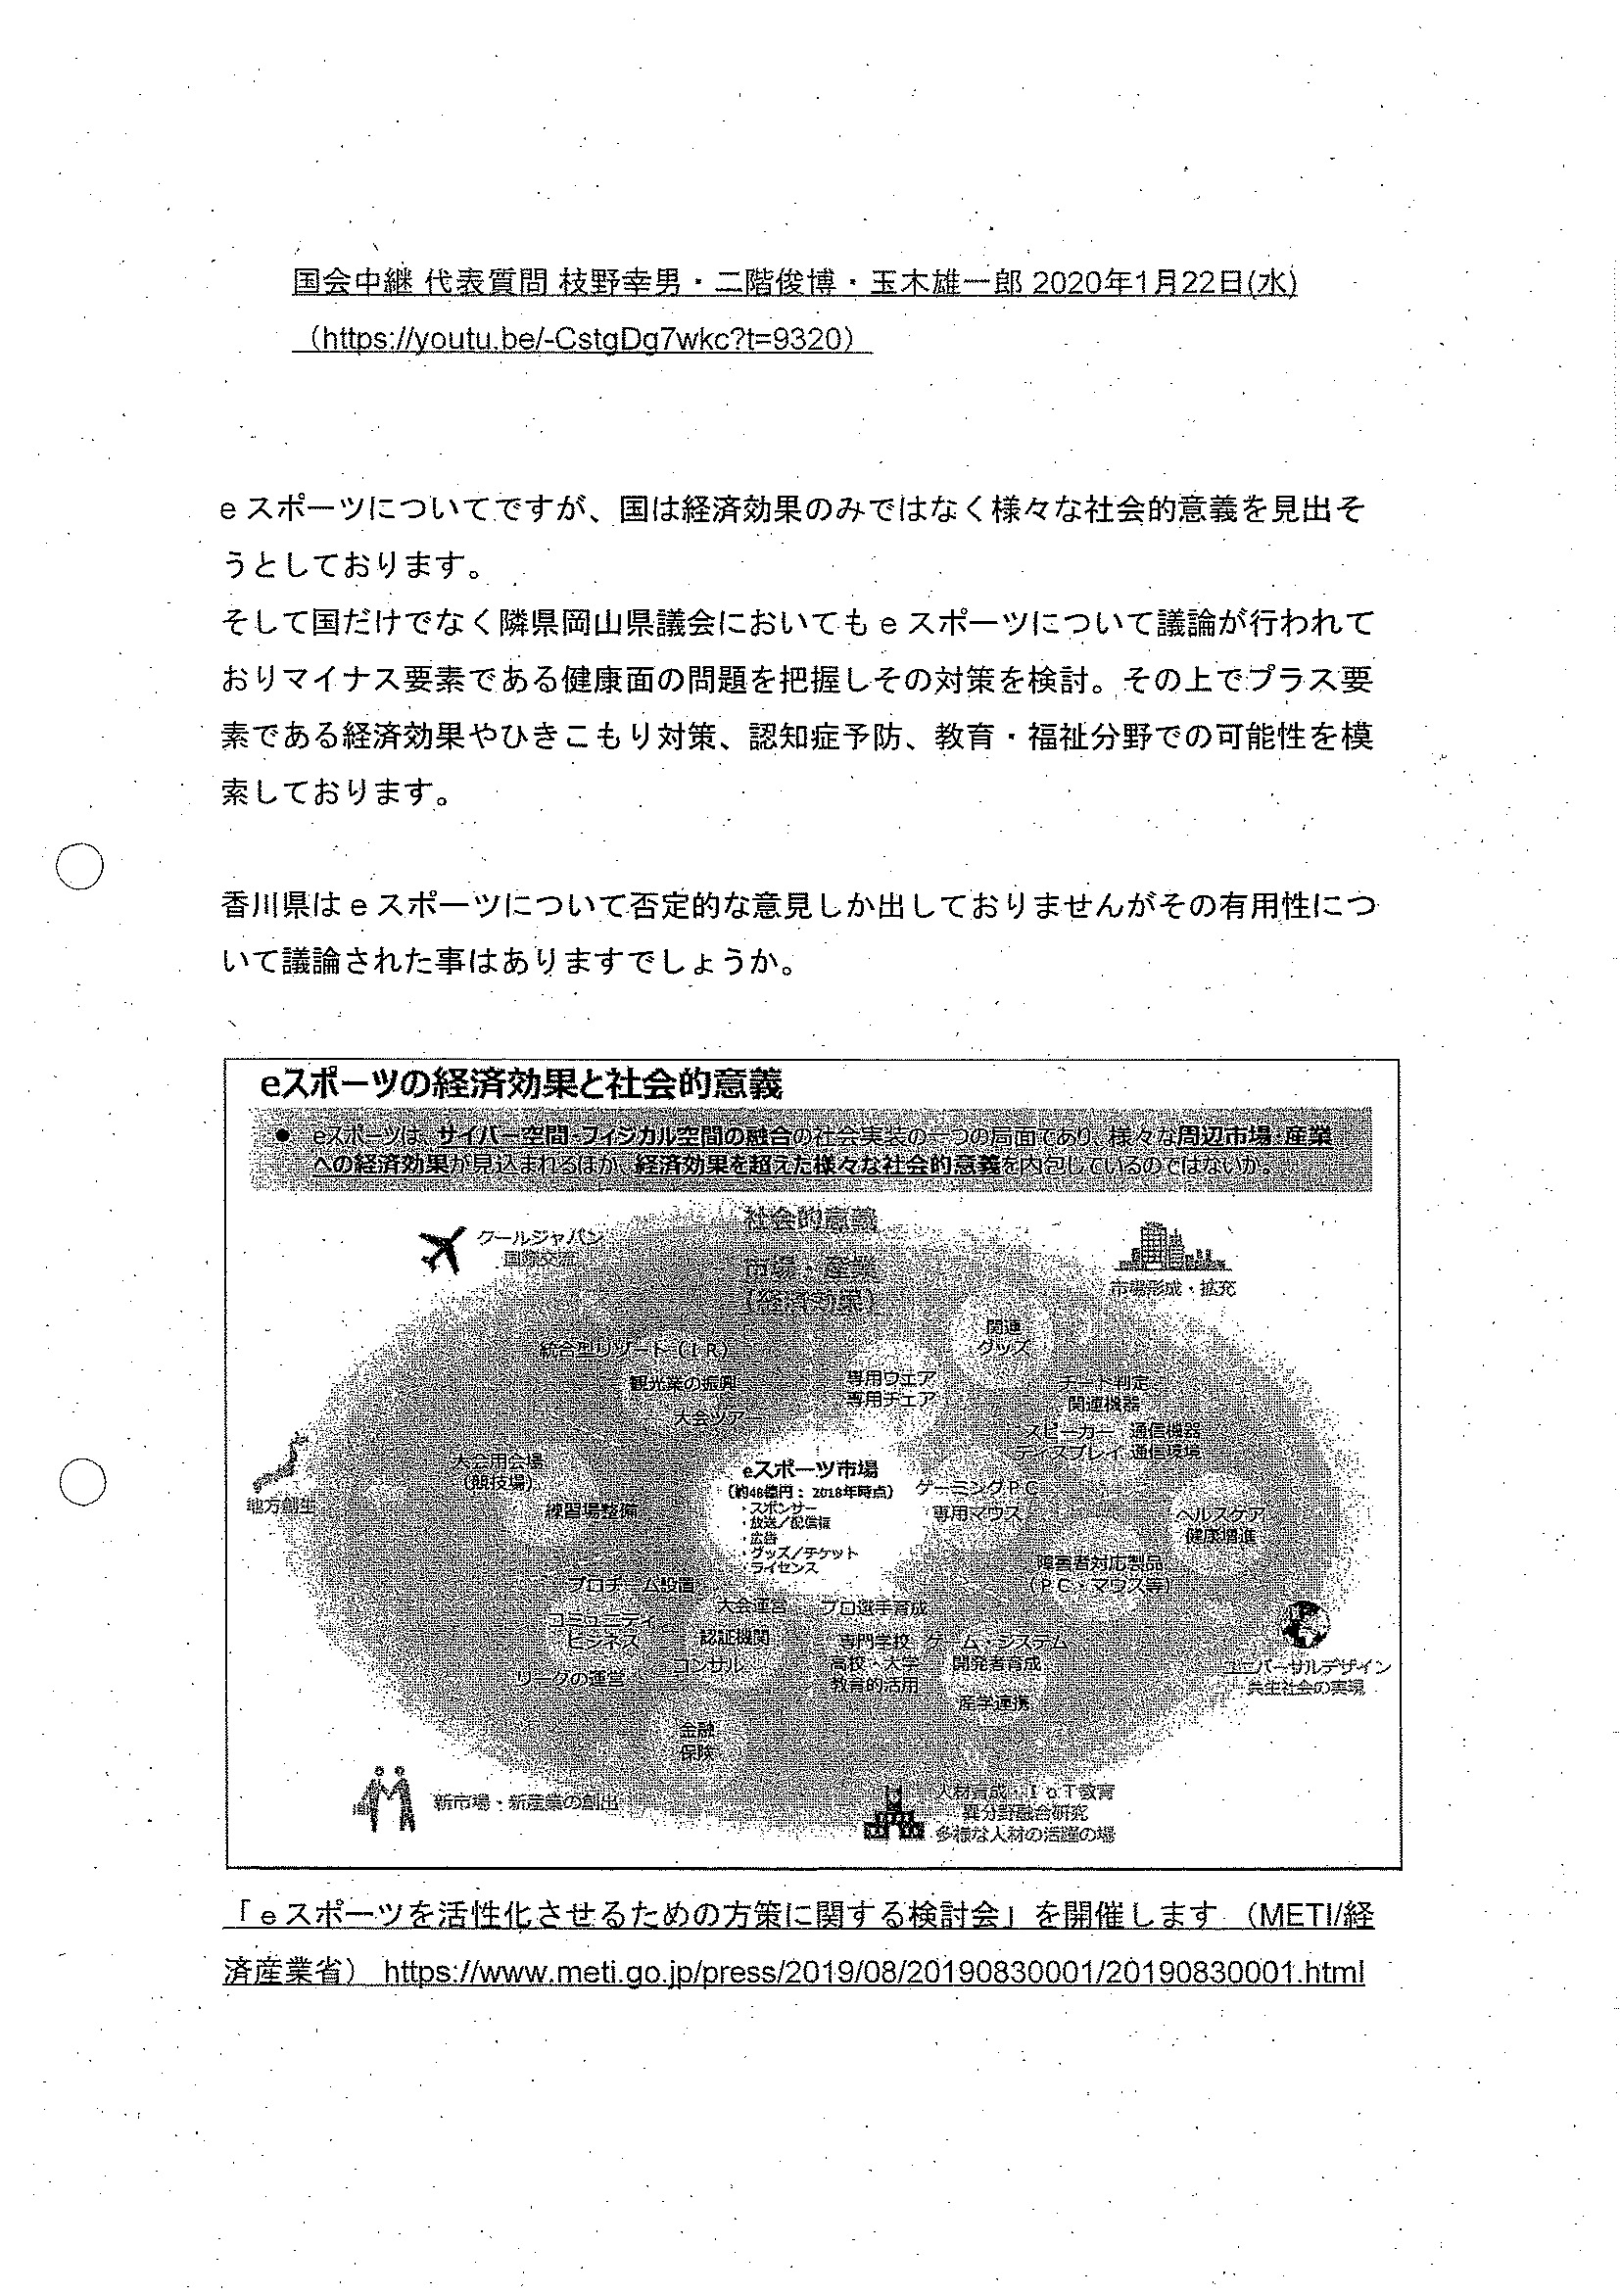 国会中継 代表質問 枝野幸男・二階俊博・玉木雄一郎 2020年1月22日(水)
（https://youtu.be/-CstgDg7wkc?t=9320）
e スポーツについてですが、国は経済効果のみではなく様々な社会的意義を見出そ
うとしております。
そして国だけでなく隣県岡山県議会においても e スポーツについて議論が行われて
おりマイナス要素である健康面の問題を把握しその対策を検討。その上でプラス要
素である経済効果やひきこもり対策、認知症予防、教育・福祉分野での可能性を模
索しております。
香川県は e スポーツについて否定的な意見しか出しておりませんがその有用性につ
いて議論された事はありますでしょうか。
eスポーツの経済効果と社会的意義
● eスポーツは、サイバー空間・フィジカル空間の融合の社会実装の一つの局面であり、様々な周辺市場・産業
への経済効果が見込まれるほか、経済効果を超えた様々な社会的意義を内包しているのではないか。
社会的意義
クールジャパン
国際交流
市場・産業
（経済効果）
市場形成・拡充
関連
グッズ
統合型リゾート（ＩＲ）
観光業の振興
大会ツアー
専用ウェア
専用チェア
チート判定
関連機器
スピーカー
ディスプレイ
通信機器
通信環境
大会用会場
（競技場）
練習場整備
地方創生
eスポーツ市場
（約48億円：2018年時点）
・スポンサー
・放送／配信権
・広告
・グッズ／チケット
・ライセンス
ゲーミングＰＣ
専用マウス
ヘルスケア
健康増進
障害者対応製品
（ＰＣ・マウス等）
プロチーム設置
大会運営
プロ選手育成
コミュニティ
ビジネス
認証機関
コンサル
リーグの運営
専門学校
高校・大学
教育的活用
ゲーム・システム
開発者育成
産学連携
ユニバーサルデザイン
共生社会の実現
金融
保険
新市場・新産業の創出
人材育成・ＩｏＴ教育
異分野融合研究
多様な人材の活躍の場
「e スポーツを活性化させるための方策に関する検討会」を開催します （METI/経
済産業省） https://www.meti.go.jp/press/2019/08/20190830001/20190830001.html